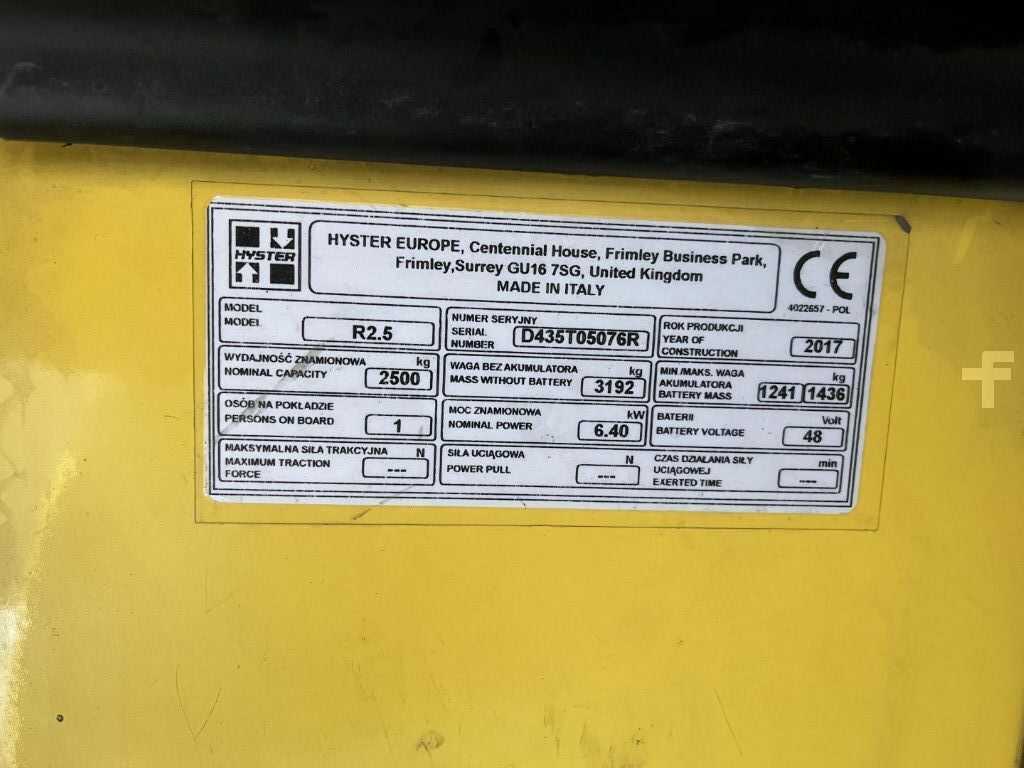 HYSTER
HYSTER EUROPE, Centennial House, Frimley Business Park,
Frimley,Surrey GU16 7SG, United Kingdom
MADE IN ITALY
CE
4022657 - POL
MODEL
MODEL
R2.5
NUMER SERYJNY
SERIAL
NUMBER
D435T05076R
ROK PRODUKCJI
YEAR OF
CONSTRUCTION
2017
WYDAJNOŚĆ ZNAMIONOWA kg
NOMINAL CAPACITY
2500
WAGA BEZ AKUMULATORA kg
MASS WITHOUT BATTERY
3192
MIN./MAKS. WAGA kg
AKUMULATORA
BATTERY MASS
1241 1436
OSÓB NA POKŁADZIE
PERSONS ON BOARD
1
MOC ZNAMIONOWA kW
NOMINAL POWER
6.40
BATERII Volt
BATTERY VOLTAGE
48
MAKSYMALNA SIŁA TRAKCYJNA N
MAXIMUM TRACTION
FORCE
---
SIŁA UCIĄGOWA N
POWER PULL
---
CZAS DZIAŁANIA SIŁY min
UCIĄGOWEJ
EXERTED TIME
---
f